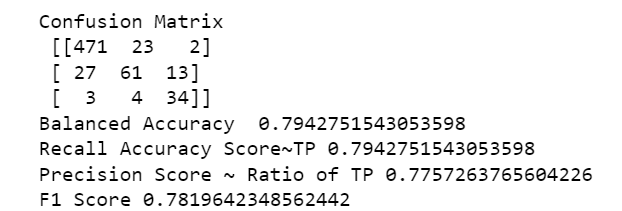 Confusion Matrix
[[471 23 2]
[ 27 61 13]
[ 3 4 34]]
Balanced Accuracy 0.7942751543053598
Recall Accuracy Score~TP 0.7942751543053598
Precision Score ~ Ratio of TP 0.7757263765604226
F1 Score 0.7819642348562442